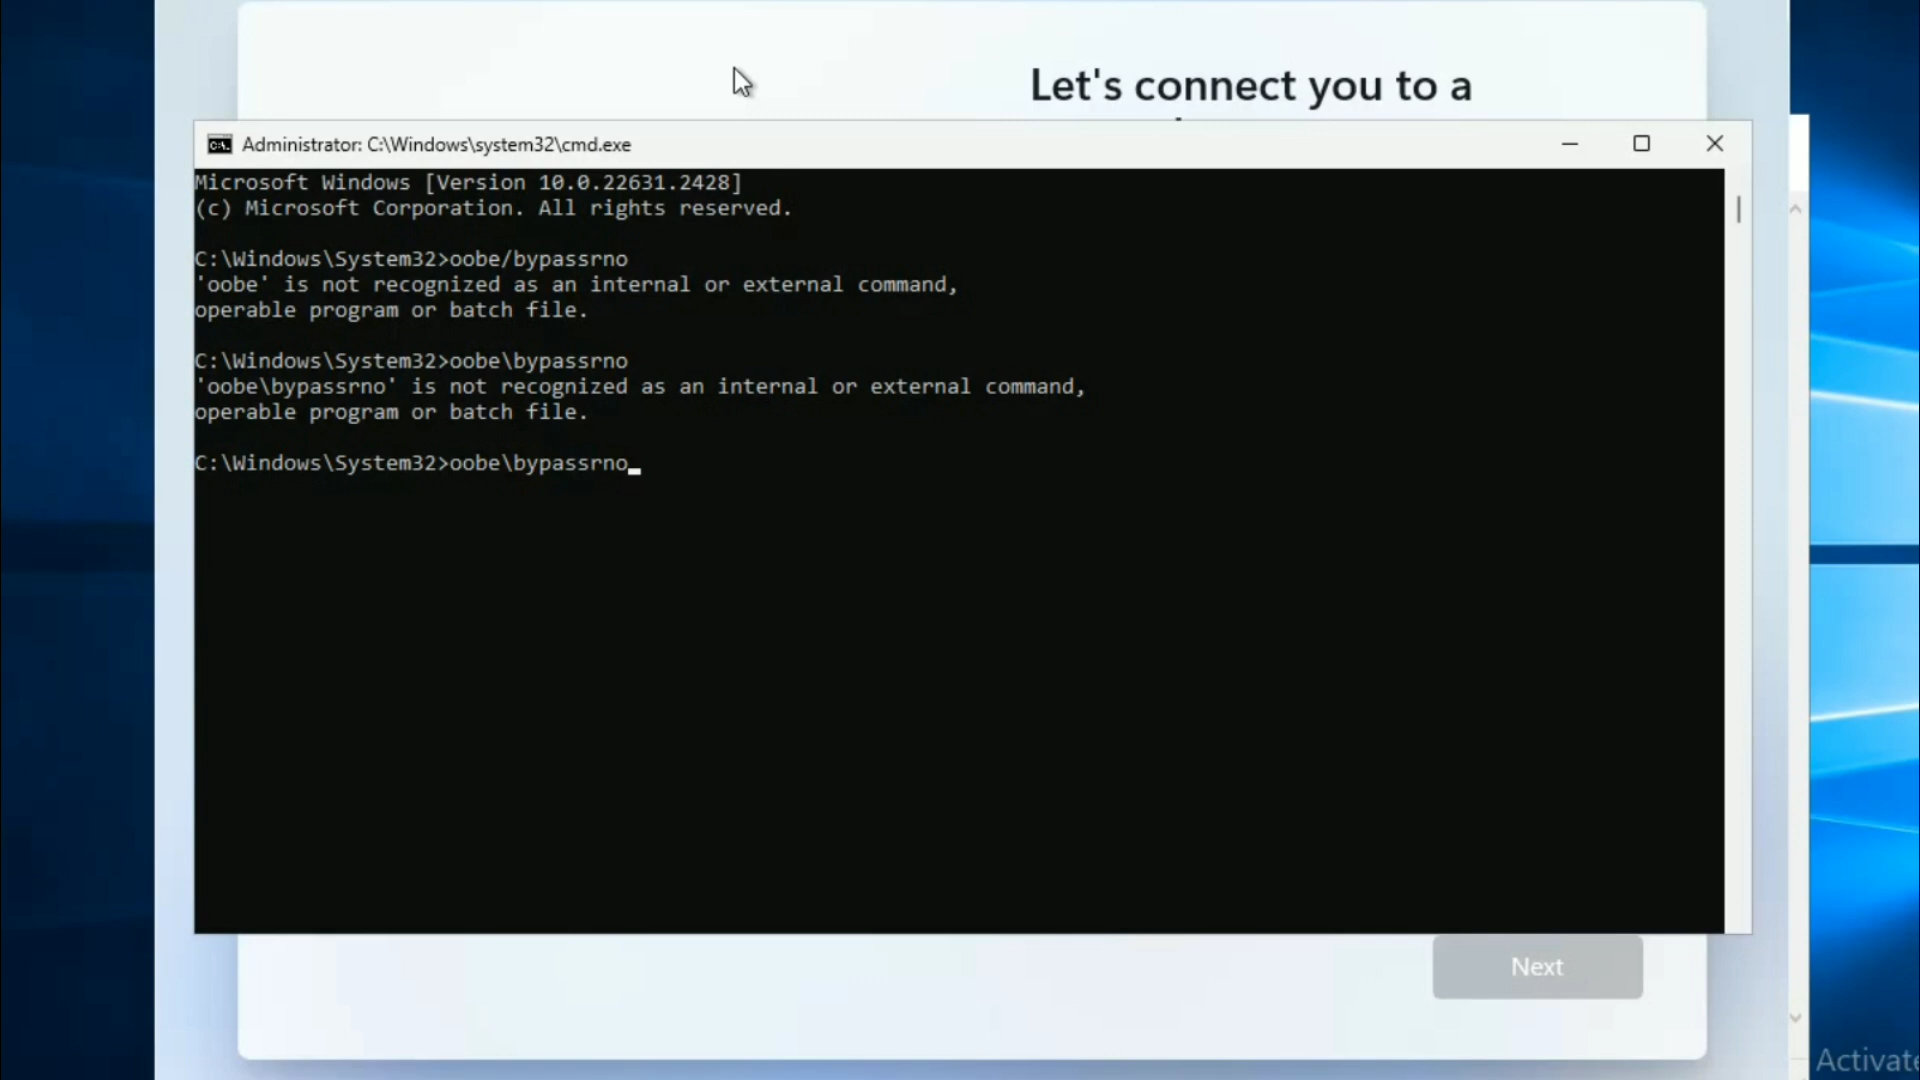 Let's connect you to a
Administrator: C:\Windows\system32\cmd.exe
Microsoft Windows [Version 10.0.22631.2428]
(c) Microsoft Corporation. All rights reserved.
C:\Windows\System32>oobe/bypassrno
'oobe' is not recognized as an internal or external command,
operable program or batch file.
C:\Windows\System32>oobe\bypassrno
'oobe\bypassrno' is not recognized as an internal or external command,
operable program or batch file.
C:\Windows\System32>oobe\bypassrno
Next
Activate